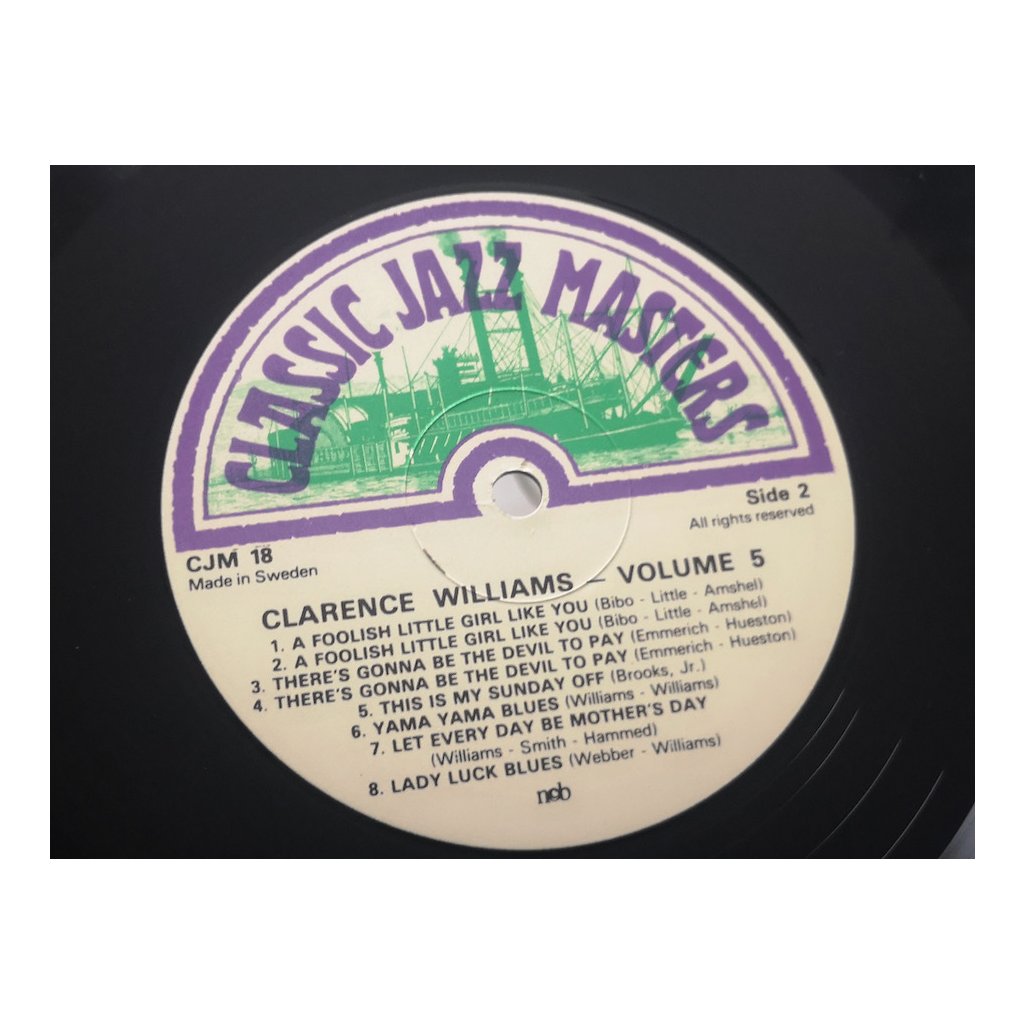 CLASSIC JAZZ MASTERS
Side 2
All rights reserved
CJM 18
Made in Sweden
CLARENCE WILLIAMS – VOLUME 5
1. A FOOLISH LITTLE GIRL LIKE YOU (Bibo - Little - Amshel)
2. A FOOLISH LITTLE GIRL LIKE YOU (Bibo - Little - Amshel)
3. THERE'S GONNA BE THE DEVIL TO PAY (Emmerich - Hueston)
4. THERE'S GONNA BE THE DEVIL TO PAY (Emmerich - Hueston)
5. THIS IS MY SUNDAY OFF (Brooks, Jr.)
6. YAMA YAMA BLUES (Williams - Williams)
7. LET EVERY DAY BE MOTHER'S DAY
(Williams - Smith - Hammed)
8. LADY LUCK BLUES (Webber - Williams)
ncb